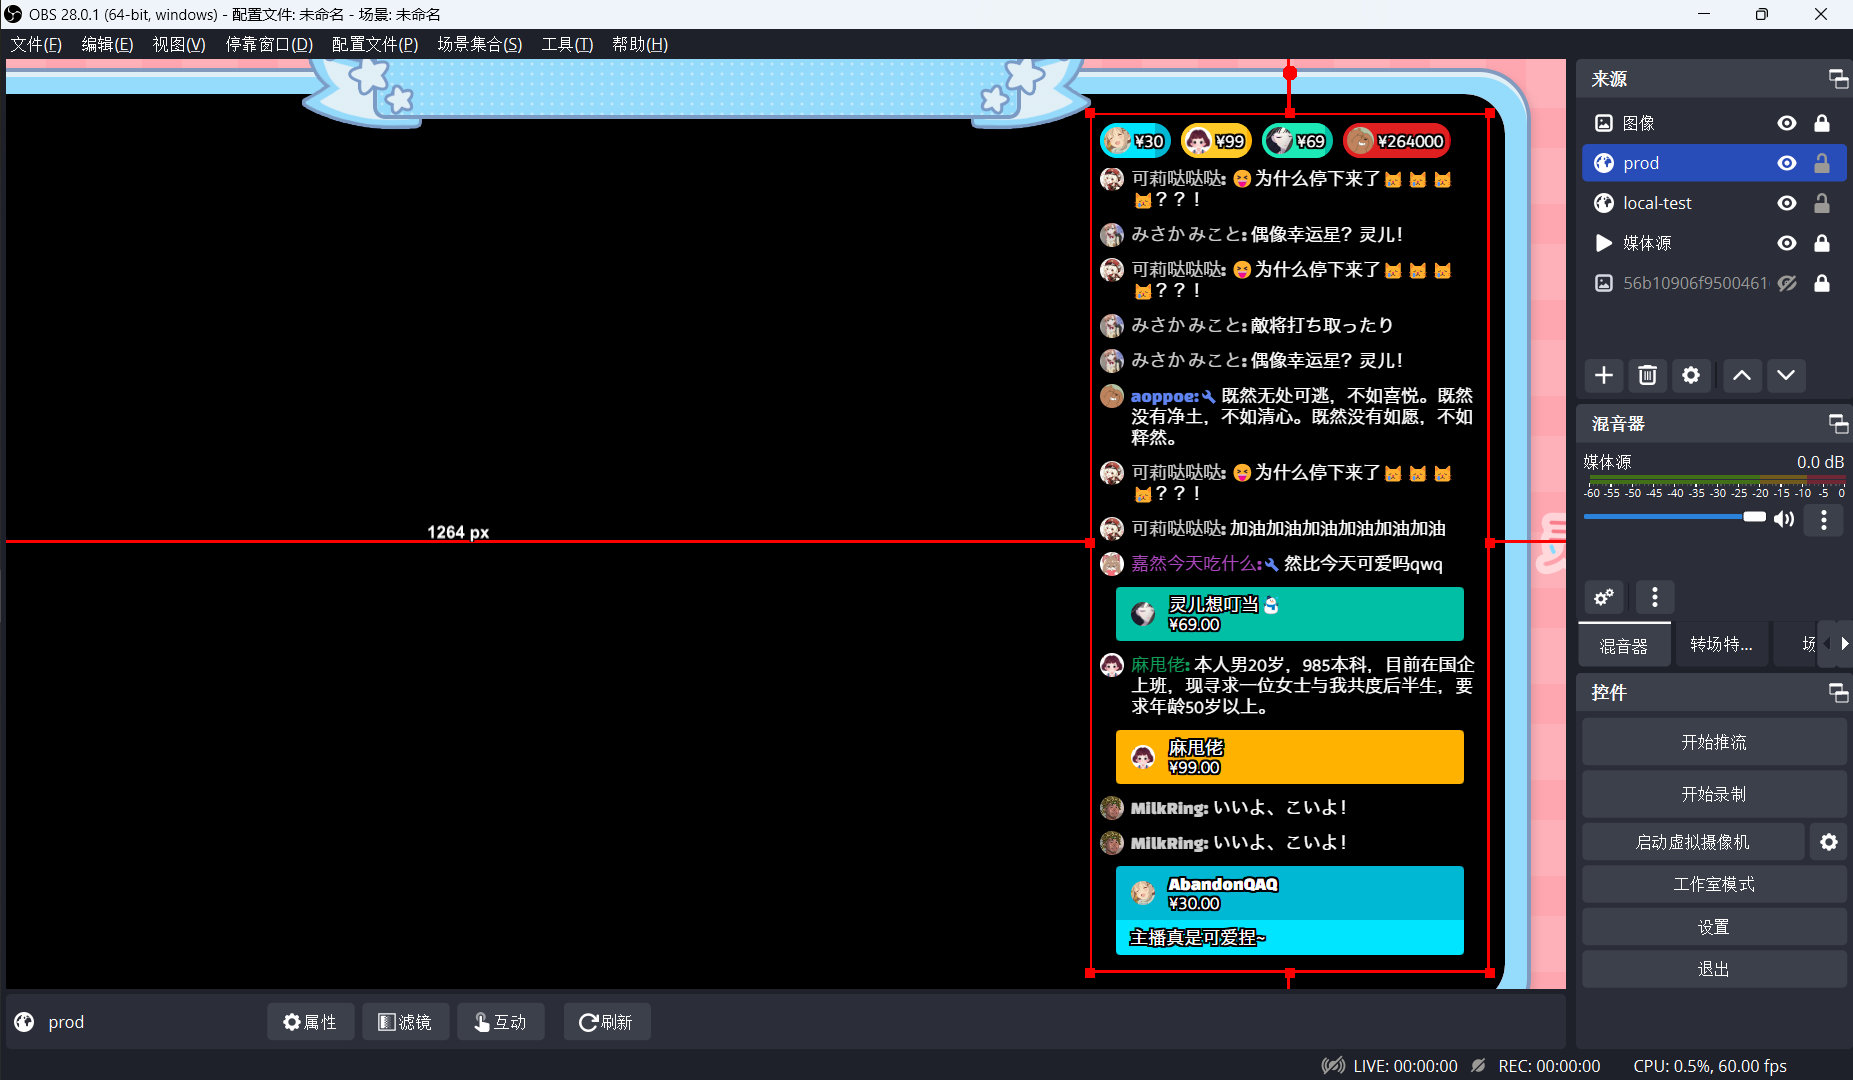 OBS 28.0.1 (64-bit, windows) - 配置文件: 未命名 - 场景: 未命名
文件(F) 编辑(E) 视图(V) 停靠窗口(D) 配置文件(P) 场景集合(S) 工具(T) 帮助(H)
¥30 ¥99 ¥69 ¥264000
可莉哒哒哒: 😝为什么停下来了😿 😿 😿
😿? ? !
みさかみこと: 偶像幸运星? 灵儿!
可莉哒哒哒: 😝为什么停下来了😿 😿 😿
😿? ? !
みさかみこと: 敵将打ち取ったり
みさかみこと: 偶像幸运星? 灵儿!
aoppoe: 既然无处可逃，不如喜悦。既然
没有净土，不如清心。既然没有如愿，不如
释然。
可莉哒哒哒: 😝为什么停下来了😿 😿 😿
😿? ? !
可莉哒哒哒: 加油加油加油加油加油加油
嘉然今天吃什么: 然比今天可爱吗qwq
灵儿想叮当⛄
¥69.00
麻甩佬: 本人男20岁，985本科，目前在国企
上班，现寻求一位女士与我共度后半生，要
求年龄50岁以上。
麻甩佬
¥99.00
MilkRing: いいよ、こいよ!
MilkRing: いいよ、こいよ!
AbandonQAQ
¥30.00
主播真是可爱捏~
1264 px
来源
图像
prod
local-test
媒体源
56b10906f9500461
混音器
媒体源 0.0 dB
-60 -55 -50 -45 -40 -35 -30 -25 -20 -15 -10 -5 0
混音器 转场特... 场
控件
开始推流
开始录制
启动虚拟摄像机
工作室模式
设置
退出
prod 属性 滤镜 互动 刷新
LIVE: 00:00:00 REC: 00:00:00 CPU: 0.5%, 60.00 fps